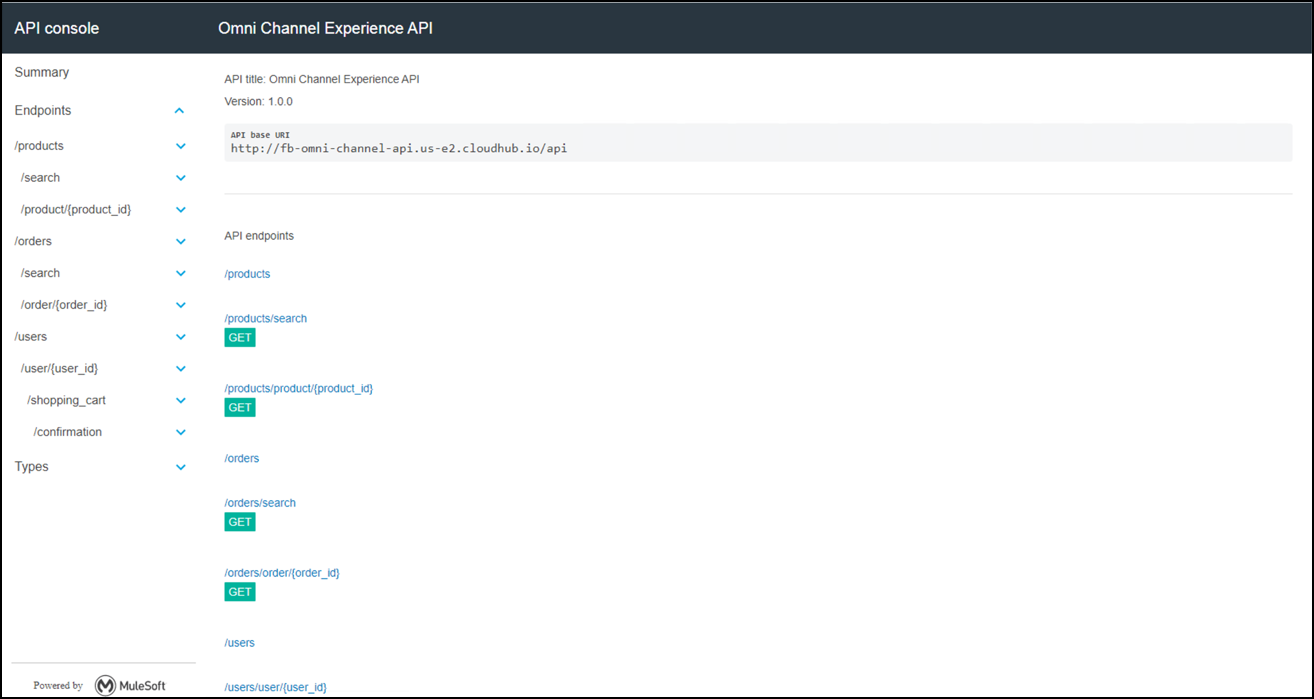 API console
Omni Channel Experience API
Summary
Endpoints
/products
/search
/product/{product_id}
/orders
/search
/order/{order_id}
/users
/user/{user_id}
/shopping_cart
/confirmation
Types
Powered by MuleSoft
API title: Omni Channel Experience API
Version: 1.0.0
API base URI
http://fb-omni-channel-api.us-e2.cloudhub.io/api
API endpoints
/products
/products/search
GET
/products/product/{product_id}
GET
/orders
/orders/search
GET
/orders/order/{order_id}
GET
/users
/users/user/{user_id}